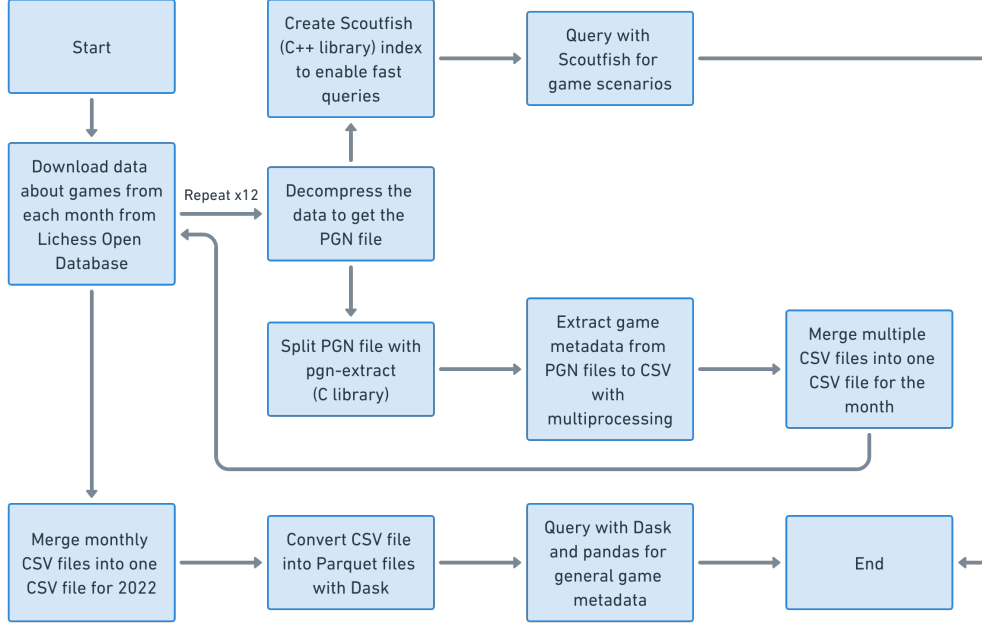 Start
Download data
about games from
each month from
Lichess Open
Database
Repeat x12
Create Scoutfish
(C++ library) index
to enable fast
queries
Query with
Scoutfish for
game scenarios
Decompress the
data to get the
PGN file
Split PGN file with
pgn-extract
(C library)
Extract game
metadata from
PGN files to CSV
with
multiprocessing
Merge multiple
CSV files into one
CSV file for the
month
Merge monthly
CSV files into one
CSV file for 2022
Convert CSV file
into Parquet files
with Dask
Query with Dask
and pandas for
general game
metadata
End